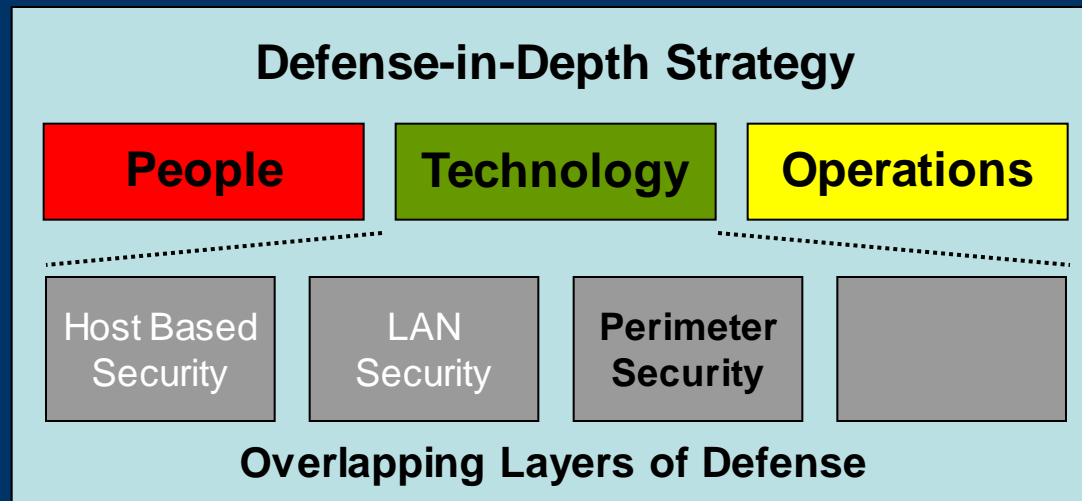 Defense-in-Depth Strategy
People
Technology
Operations
Host Based
Security
LAN
Security
Perimeter
Security
Overlapping Layers of Defense